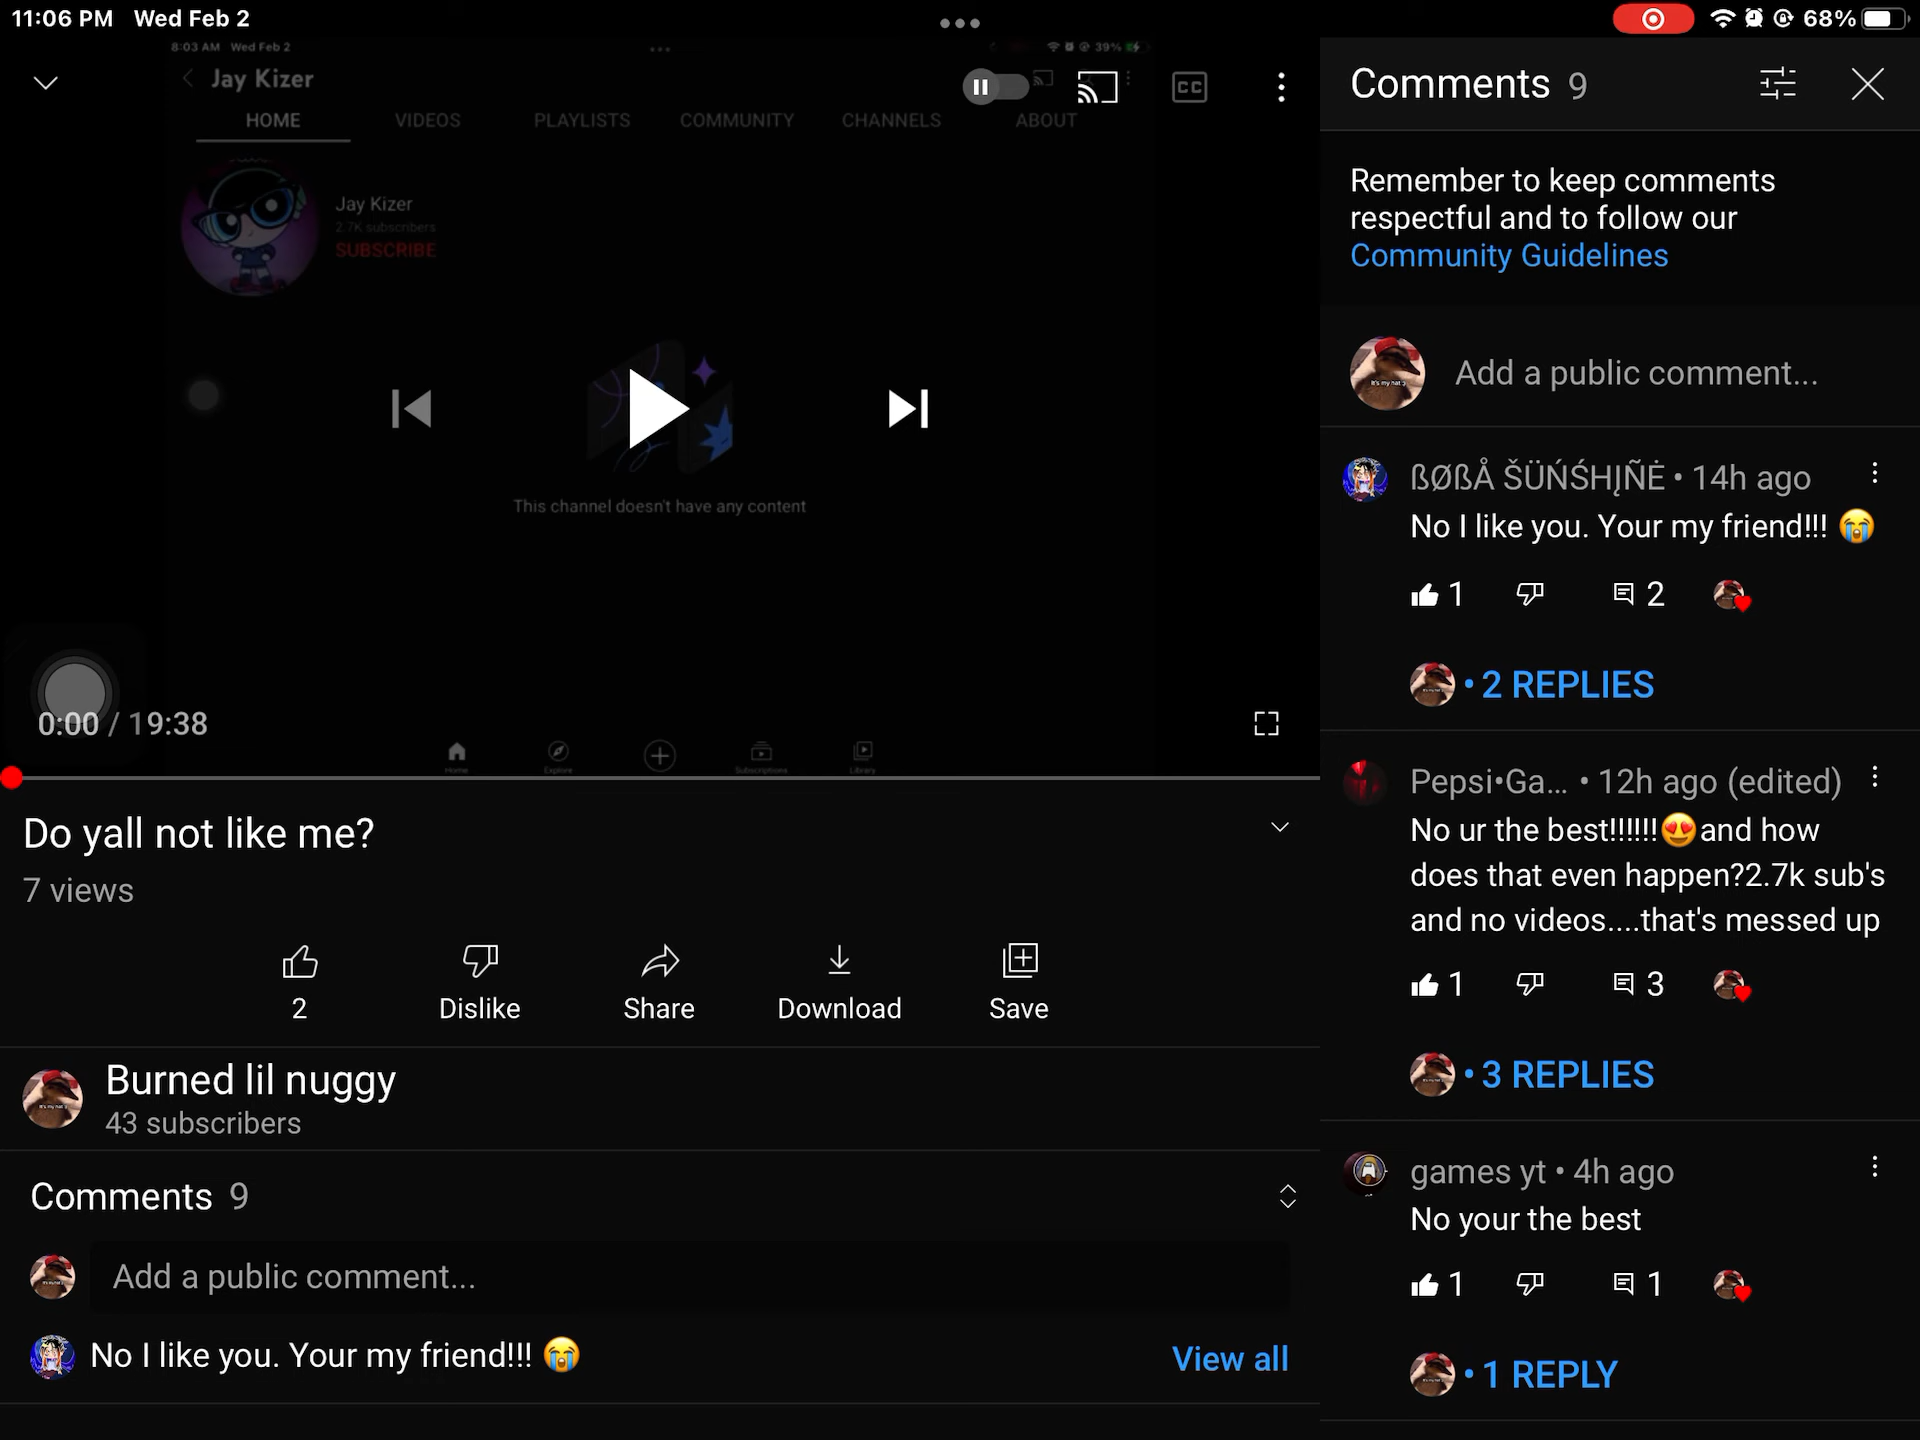 11:06 PM Wed Feb 2
68%
8:03 AM Wed Feb 2
39%
Jay Kizer
CC
HOME VIDEOS PLAYLISTS COMMUNITY CHANNELS ABOUT
Jay Kizer
2.7K subscribers
SUBSCRIBE
This channel doesn't have any content
0:00 / 19:38
Home Explore Subscriptions Library
Do yall not like me?
7 views
2 Dislike Share Download Save
Burned lil nuggy
43 subscribers
Comments 9
Add a public comment...
No I like you. Your my friend!!! 😭
View all
Comments 9
Remember to keep comments
respectful and to follow our
Community Guidelines
It's my hat :)
Add a public comment...
ßØßÅ ŠÜŃŚHĮÑĖ • 14h ago
No I like you. Your my friend!!! 😭
1 2
• 2 REPLIES
Pepsi•Ga... • 12h ago (edited)
No ur the best!!!!!!😍and how
does that even happen?2.7k sub's
and no videos....that's messed up
1 3
• 3 REPLIES
games yt • 4h ago
No your the best
1 1
• 1 REPLY